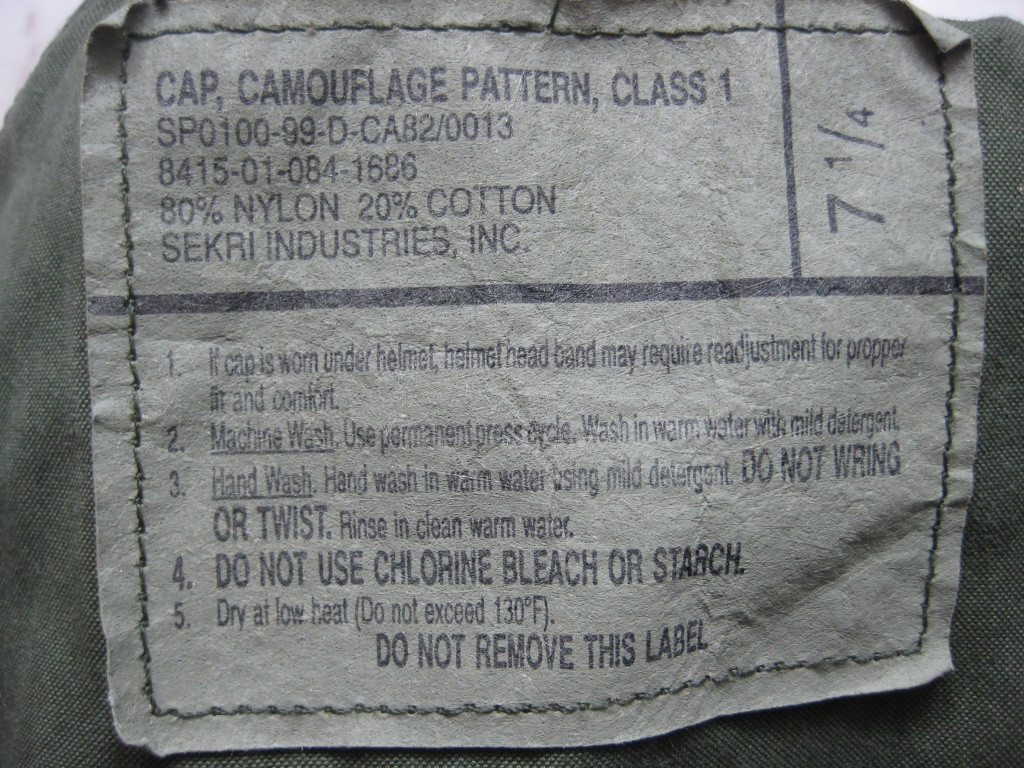 CAP, CAMOUFLAGE PATTERN, CLASS 1
SP0100-99-D-CA82/0013
8415-01-084-1686
80% NYLON 20% COTTON
SEKRI INDUSTRIES, INC.
7 1/4
1. If cap is worn under helmet, helmet head band may require readjustment for propper
fit and comfort.
2. Machine Wash. Use permanent press cycle. Wash in warm water with mild detergent.
3. Hand Wash. Hand wash in warm water using mild detergent. DO NOT WRING
OR TWIST. Rinse in clean warm water.
4. DO NOT USE CHLORINE BLEACH OR STARCH.
5. Dry at low heat (Do not exceed 130°F).
DO NOT REMOVE THIS LABEL